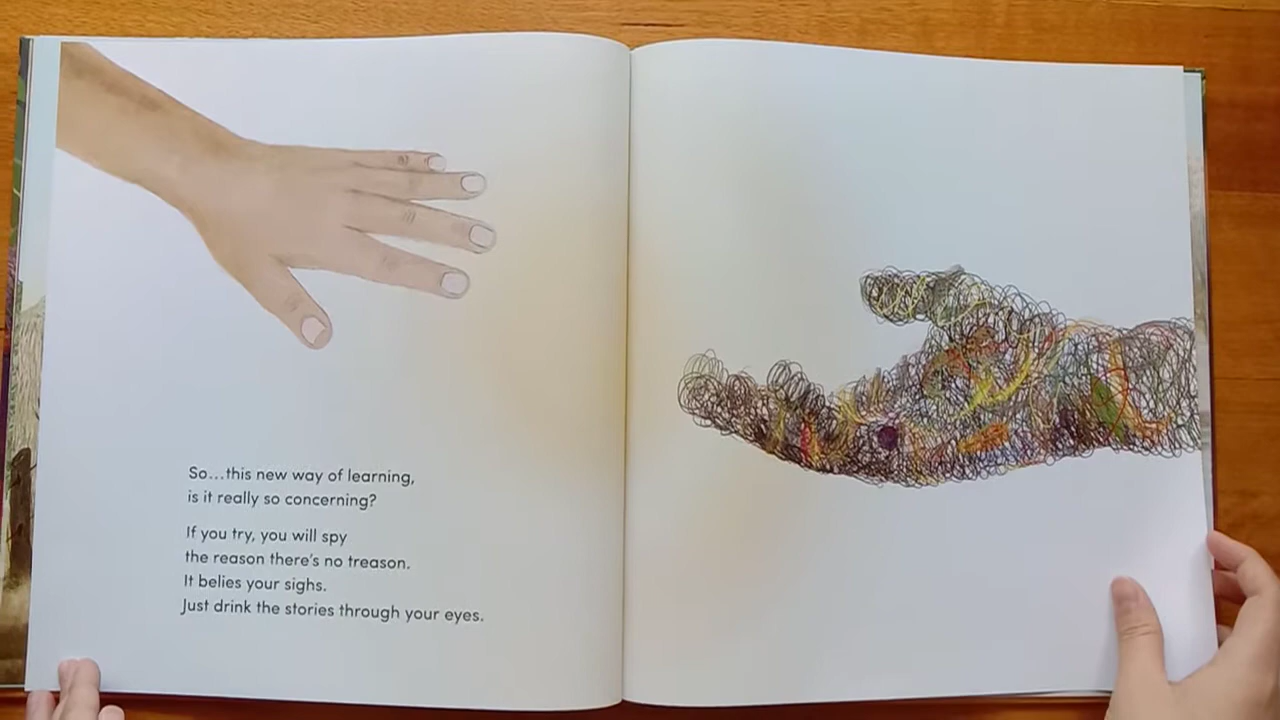 So...this new way of learning,
is it really so concerning?
If you try, you will spy
the reason there's no treason.
It belies your sighs.
Just drink the stories through your eyes.